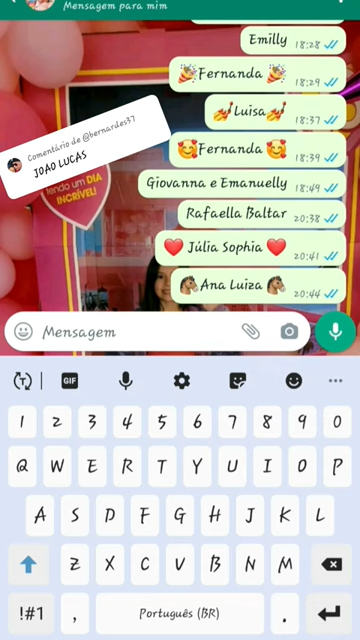 Mensagem para mim
Emilly
18:28
🎉Fernanda 🎉
18:29
💅Luisa💅
18:37
Comentário de @bernardes37
JOAO LUCAS
🥰Fernanda 🥰
18:39
tendo um DIA
INCRÍVEL!
Giovanna e Emanuelly
18:49
Rafaella Baltar
20:38
❤️ Júlia Sophia ❤️
20:41
🐴Ana Luiza 🐴
20:44
Mensagem
T GIF
1 2 3 4 5 6 7 8 9 0
Q W E R T Y U I O P
A S D F G H J K L
Z X C V B N M
!#1 , Português (BR) .